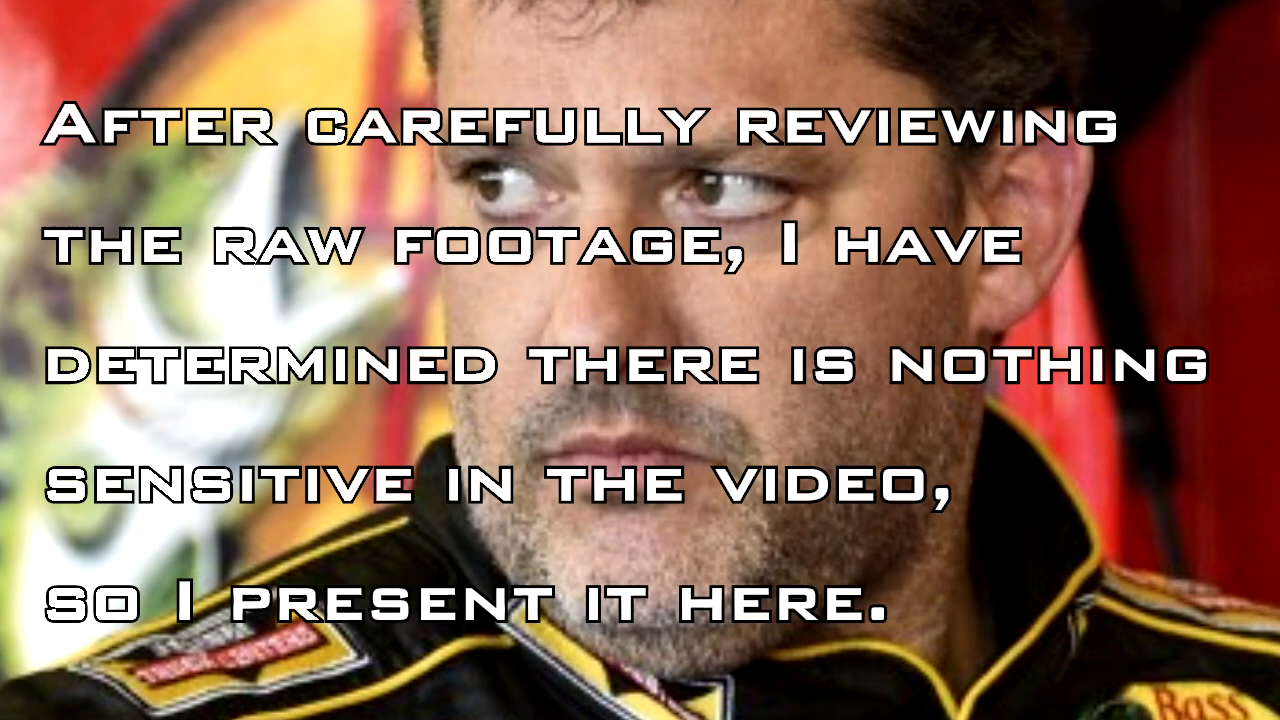 After carefully reviewing
the raw footage, I have
determined there is nothing
sensitive in the video,
so I present it here.
Bass